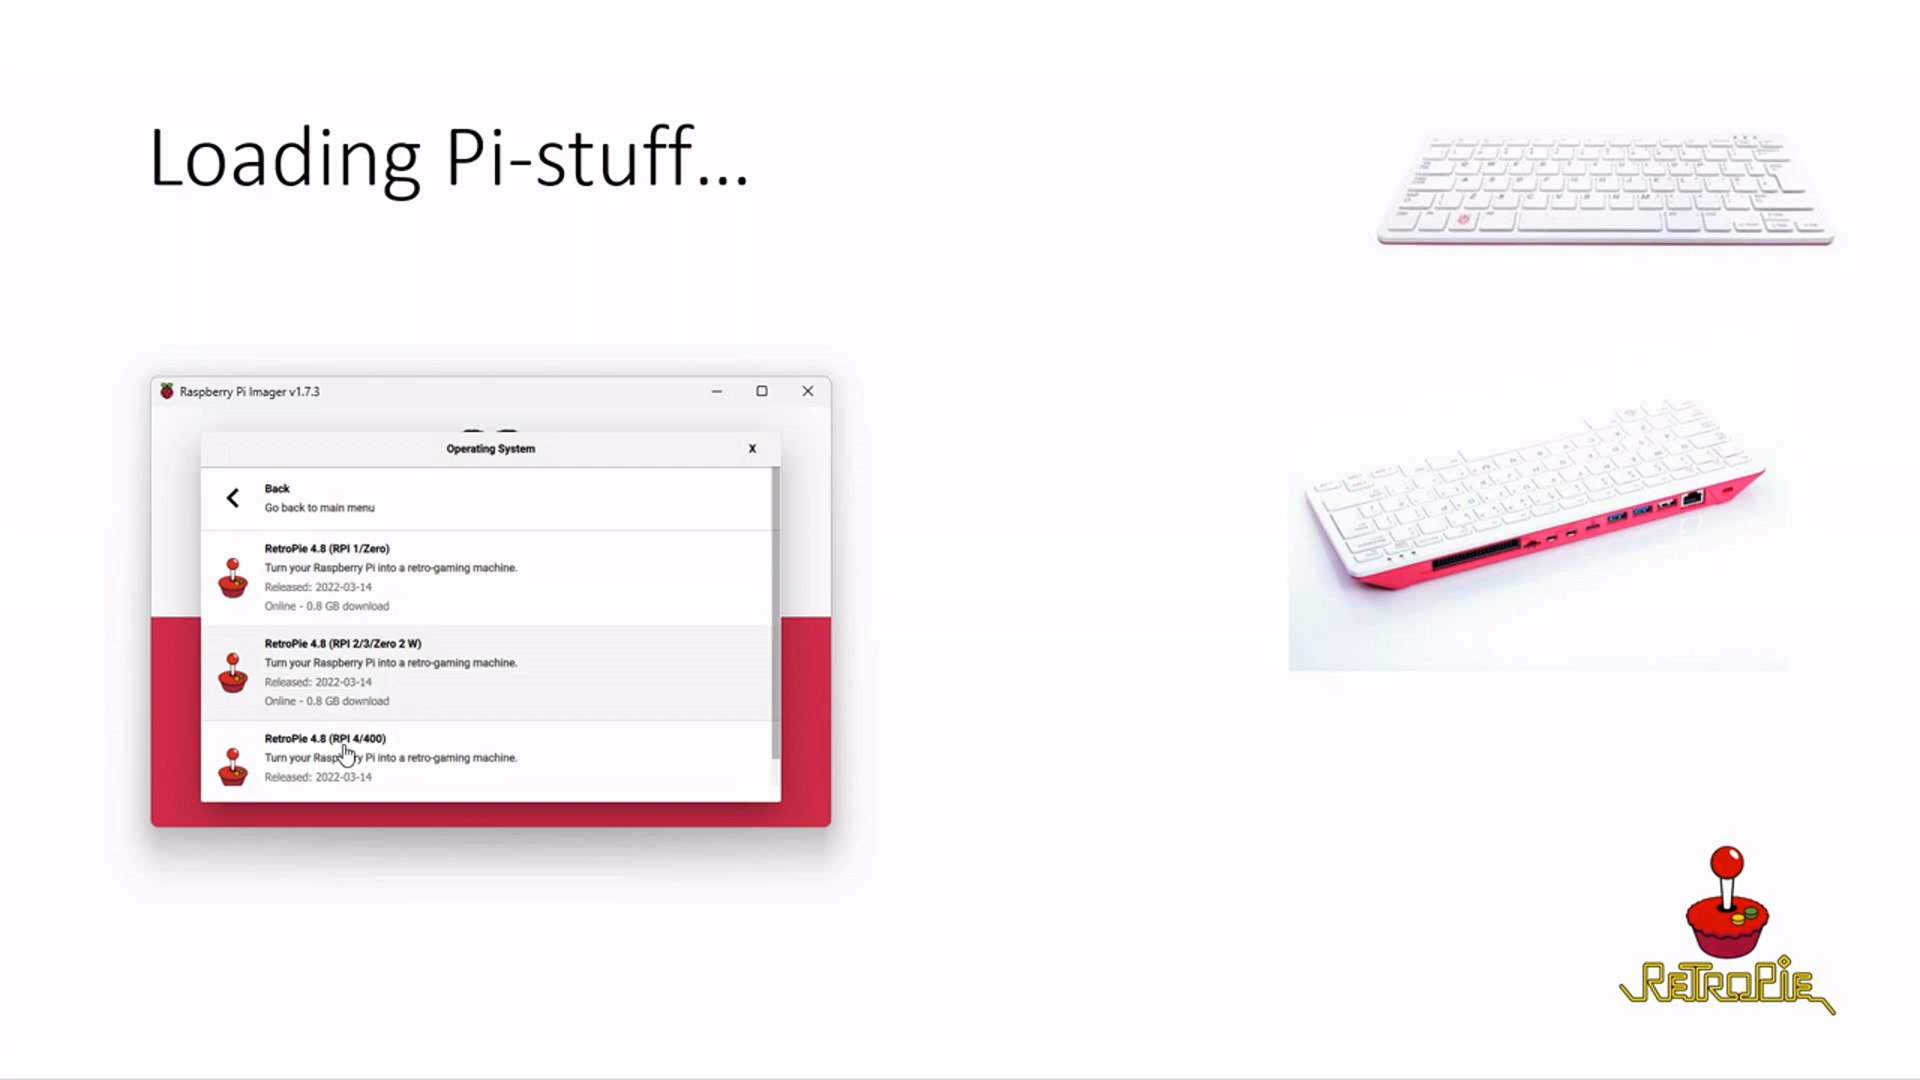 Loading Pi-stuff...
Raspberry Pi Imager v1.7.3
Operating System
X
Back
Go back to main menu
RetroPie 4.8 (RPI 1/Zero)
Turn your Raspberry Pi into a retro-gaming machine.
Released: 2022-03-14
Online - 0.8 GB download
RetroPie 4.8 (RPI 2/3/Zero 2 W)
Turn your Raspberry Pi into a retro-gaming machine.
Released: 2022-03-14
Online - 0.8 GB download
RetroPie 4.8 (RPI 4/400)
Turn your Raspberry Pi into a retro-gaming machine.
Released: 2022-03-14
RETROPIE